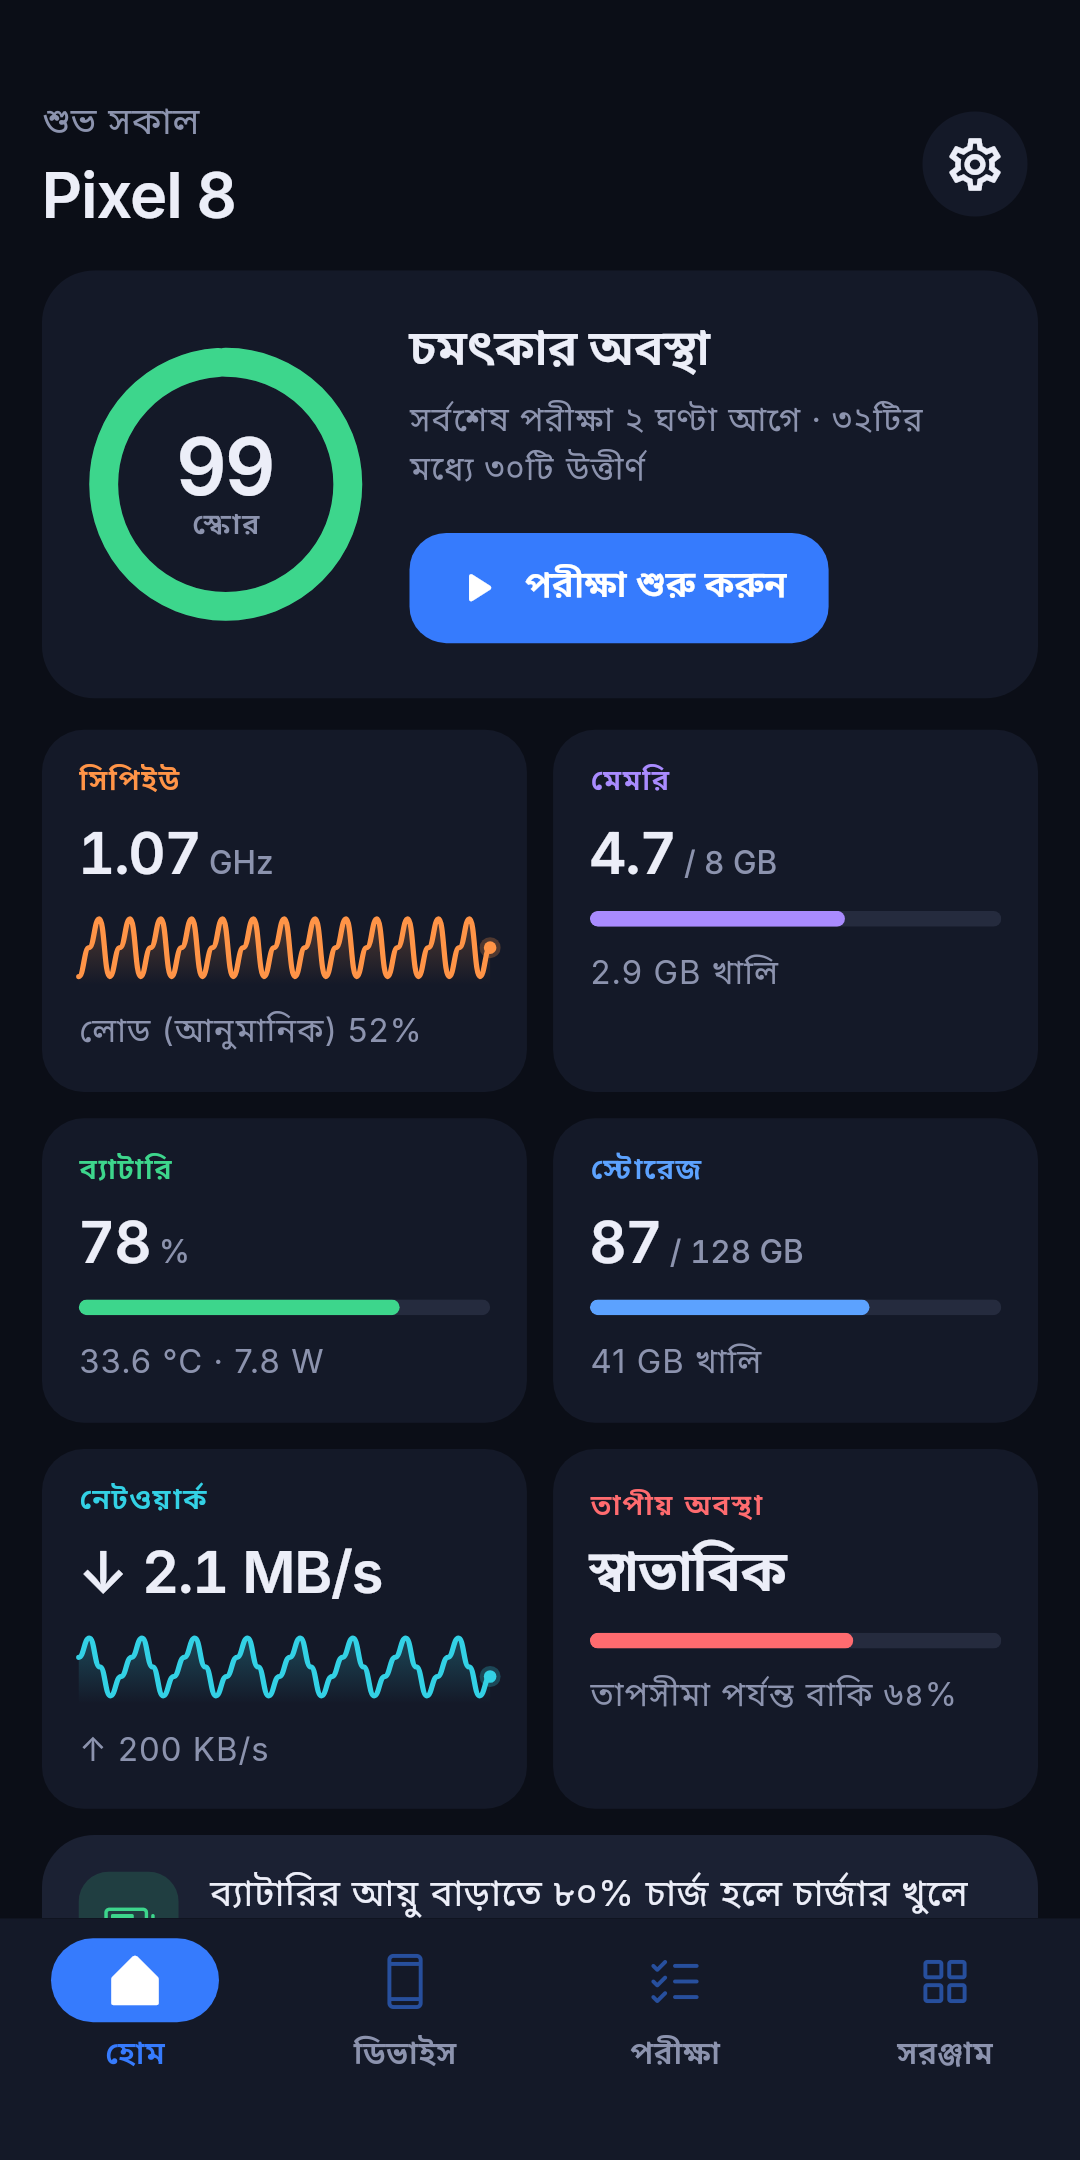 শুভ সকাল
Pixel 8
চমৎকার অবস্থা
সর্বশেষ পরীক্ষা ২ ঘণ্টা আগে · ৩২টির
মধ্যে ৩০টি উত্তীর্ণ
99
স্কোর
পরীক্ষা শুরু করুন
সিপিইউ
1.07 GHz
লোড (আনুমানিক) 52%
মেমরি
4.7 / 8 GB
2.9 GB খালি
ব্যাটারি
78 %
33.6 °C · 7.8 W
স্টোরেজ
87 / 128 GB
41 GB খালি
নেটওয়ার্ক
↓ 2.1 MB/s
↑ 200 KB/s
তাপীয় অবস্থা
স্বাভাবিক
তাপসীমা পর্যন্ত বাকি ৬৪%
ব্যাটারির আয়ু বাড়াতে ৮০% চার্জ হলে চার্জার খুলে
হোম
ডিভাইস
পরীক্ষা
সরঞ্জাম